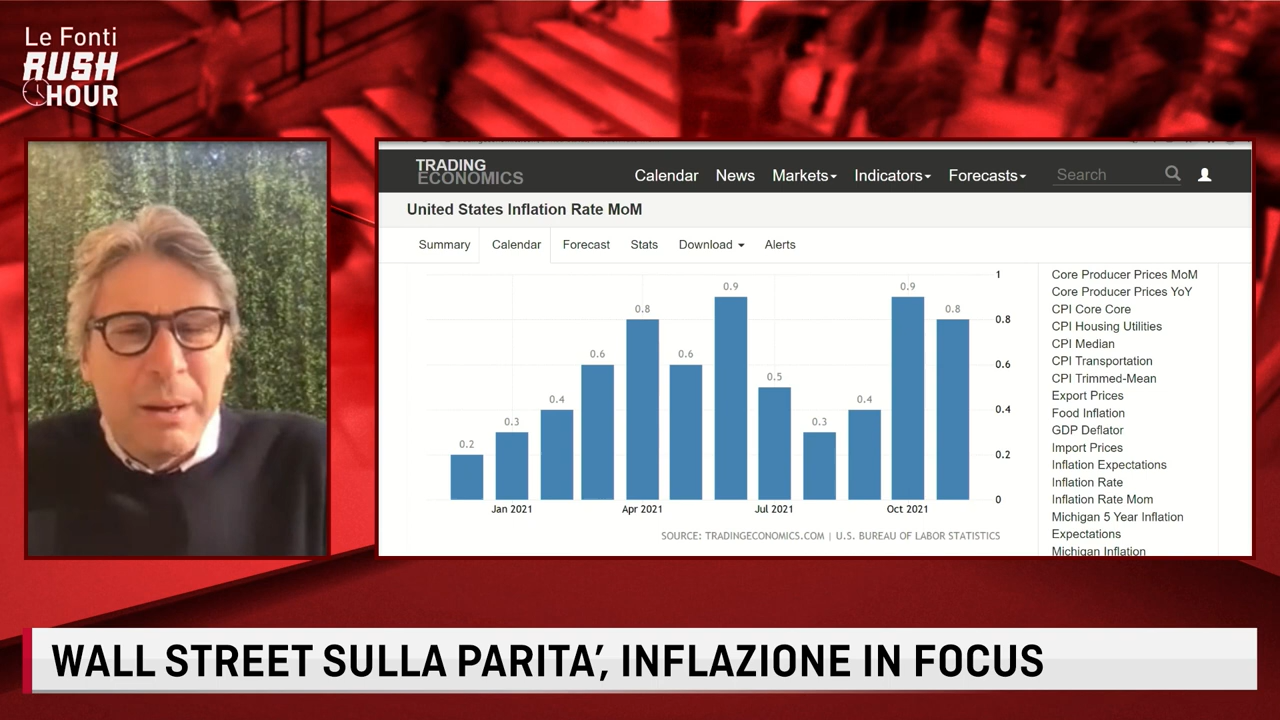 Le Fonti
RUSH
HOUR
TRADING
ECONOMICS
Calendar News Markets Indicators Forecasts Search
United States Inflation Rate MoM
Summary Calendar Forecast Stats Download Alerts
1
0.8
0.6
0.4
0.2
0
0.2
0.3
0.4
0.6
0.8
0.6
0.9
0.5
0.3
0.4
0.9
0.8
Jan 2021 Apr 2021 Jul 2021 Oct 2021
SOURCE: TRADINGECONOMICS.COM | U.S. BUREAU OF LABOR STATISTICS
Core Producer Prices MoM
Core Producer Prices YoY
CPI Core Core
CPI Housing Utilities
CPI Median
CPI Transportation
CPI Trimmed-Mean
Export Prices
Food Inflation
GDP Deflator
Import Prices
Inflation Expectations
Inflation Rate
Inflation Rate Mom
Michigan 5 Year Inflation
Expectations
Michigan Inflation
WALL STREET SULLA PARITA’, INFLAZIONE IN FOCUS